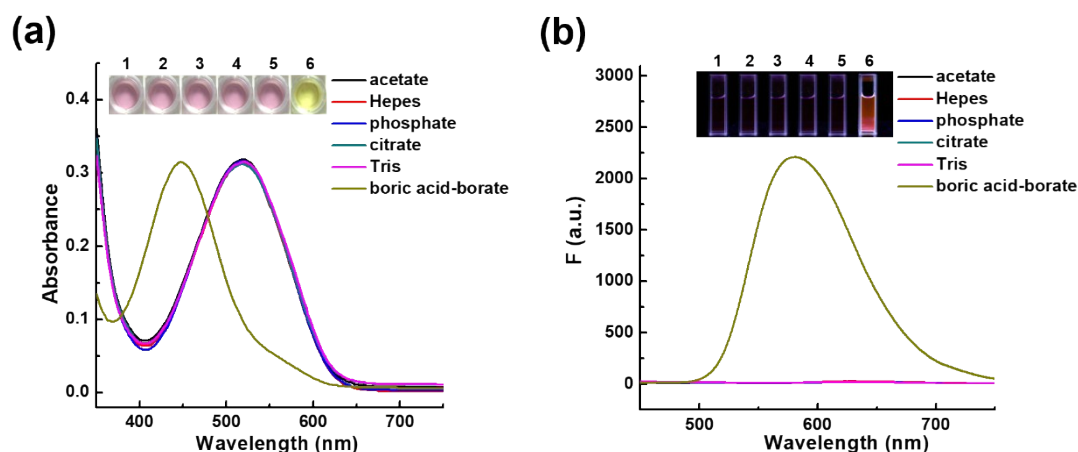 (a)
1 2 3 4 5 6
acetate
Hepes
phosphate
citrate
Tris
boric acid-borate
0.4
0.3
0.2
0.1
0.0
Absorbance
400 500 600 700
Wavelength (nm)
(b)
1 2 3 4 5 6
acetate
Hepes
phosphate
citrate
Tris
boric acid-borate
3000
2500
2000
1500
1000
500
0
F (a.u.)
500 600 700
Wavelength (nm)